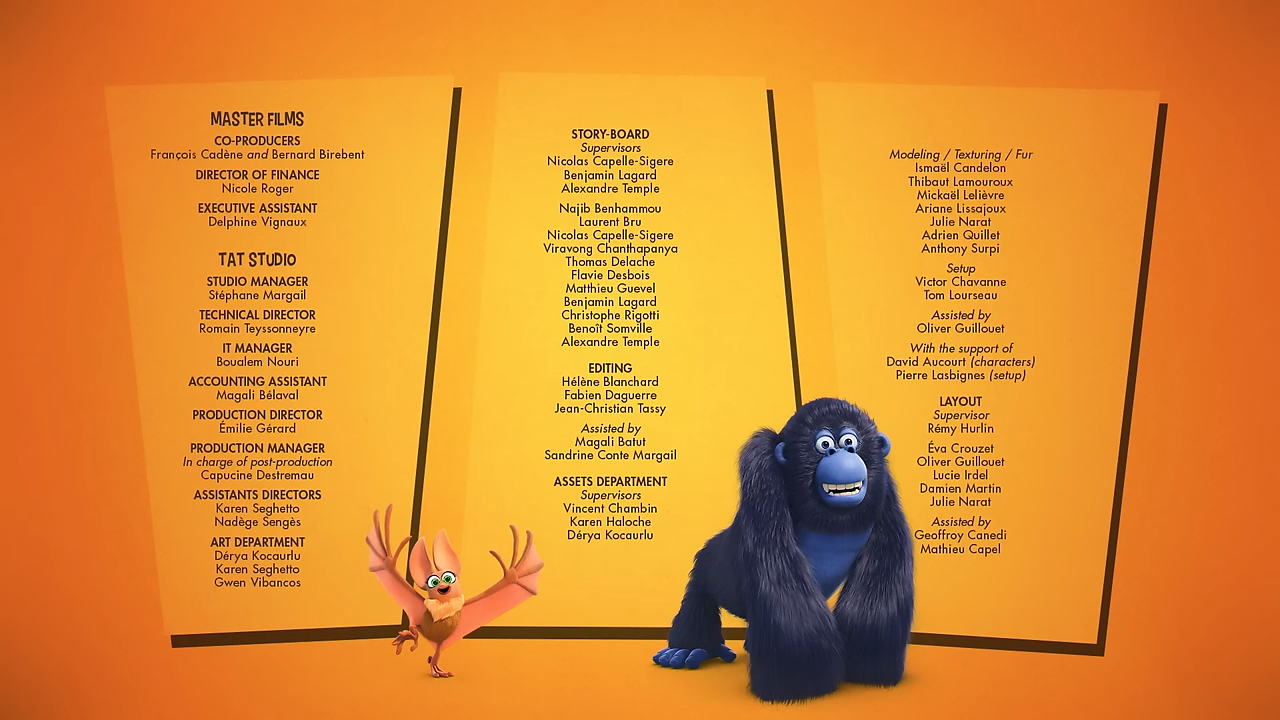 MASTER FILMS
CO-PRODUCERS
François Cadène and Bernard Birebent
DIRECTOR OF FINANCE
Nicole Roger
EXECUTIVE ASSISTANT
Delphine Vignaux
TAT STUDIO
STUDIO MANAGER
Stéphane Margail
TECHNICAL DIRECTOR
Romain Teyssonneyre
IT MANAGER
Boualem Nouri
ACCOUNTING ASSISTANT
Magali Bélaval
PRODUCTION DIRECTOR
Émilie Gérard
PRODUCTION MANAGER
In charge of post-production
Capucine Destremau
ASSISTANTS DIRECTORS
Karen Seghetto
Nadège Sengès
ART DEPARTMENT
Dérya Kocaurlu
Karen Seghetto
Gwen Vibancos
STORY-BOARD
Supervisors
Nicolas Capelle-Sigere
Benjamin Lagard
Alexandre Temple
Najib Benhammou
Laurent Bru
Nicolas Capelle-Sigere
Viravong Chanthapanya
Thomas Delache
Flavie Desbois
Matthieu Guevel
Benjamin Lagard
Christophe Rigotti
Benoît Somville
Alexandre Temple
EDITING
Hélène Blanchard
Fabien Daguerre
Jean-Christian Tassy
Assisted by
Magali Batut
Sandrine Conte Margail
ASSETS DEPARTMENT
Supervisors
Vincent Chambin
Karen Haloche
Dérya Kocaurlu
Modeling / Texturing / Fur
Ismaël Candelon
Thibaut Lamouroux
Mickaël Lelièvre
Ariane Lissajoux
Julie Narat
Adrien Quillet
Anthony Surpi
Setup
Victor Chavanne
Tom Lourseau
Assisted by
Oliver Guillouet
With the support of
David Aucourt (characters)
Pierre Lasbignes (setup)
LAYOUT
Supervisor
Rémy Hurlin
Éva Crouzet
Oliver Guillouet
Lucie Irdel
Damien Martin
Julie Narat
Assisted by
Geoffroy Canedi
Mathieu Capel